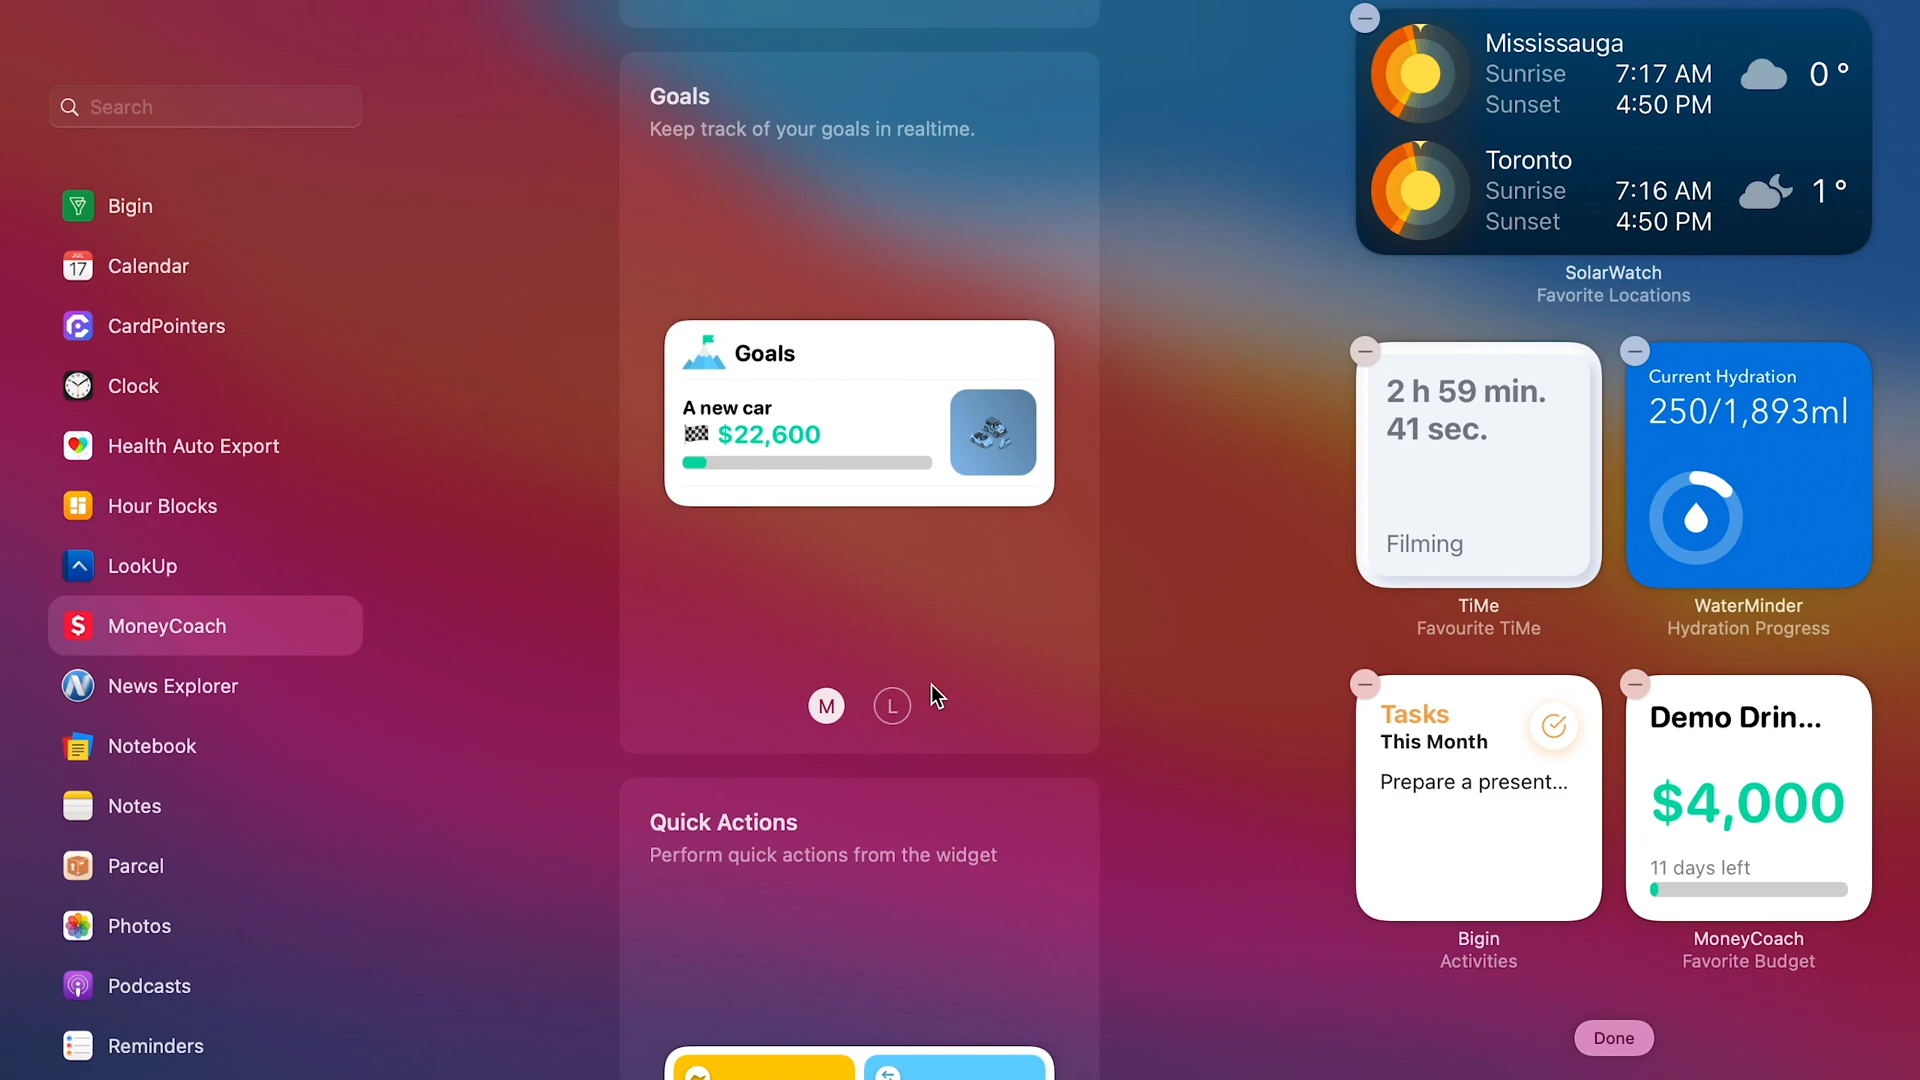 Search
Bigin
JUL
17
Calendar
CardPointers
Clock
Health Auto Export
Hour Blocks
LookUp
$
MoneyCoach
News Explorer
Notebook
Notes
Parcel
Photos
Podcasts
Reminders
Goals
Keep track of your goals in realtime.
Goals
A new car
$22,600
M
L
Quick Actions
Perform quick actions from the widget
Mississauga
Sunrise 7:17 AM 0°
Sunset 4:50 PM
Toronto
Sunrise 7:16 AM 1°
Sunset 4:50 PM
SolarWatch
Favorite Locations
2 h 59 min.
41 sec.
Filming
TiMe
Favourite TiMe
Current Hydration
250/1,893ml
WaterMinder
Hydration Progress
Tasks
This Month
Prepare a present...
Bigin
Activities
Demo Drin...
$4,000
11 days left
MoneyCoach
Favorite Budget
Done